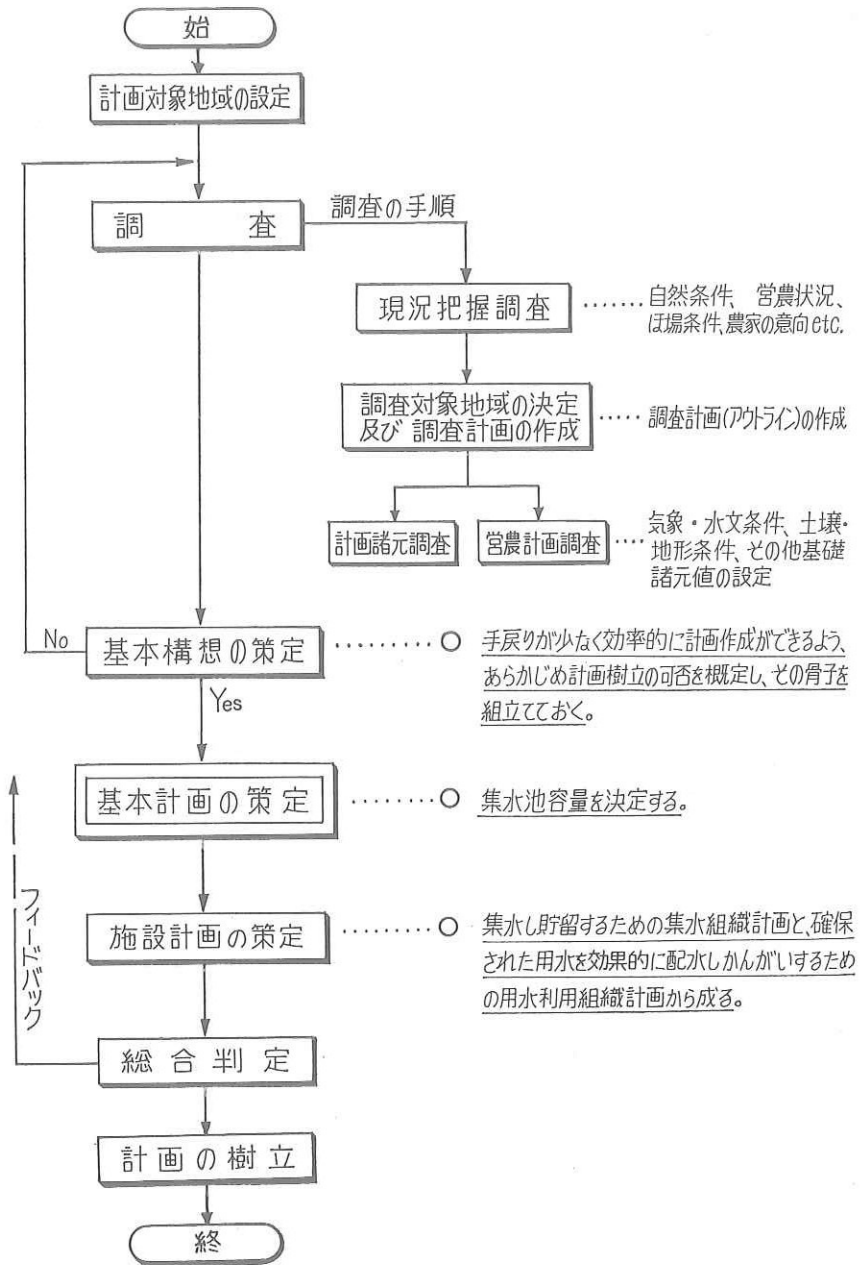 始
計画対象地域の設定
調査
調査の手順
現況把握調査
‥‥‥自然条件、営農状況、
ほ場条件、農家の意向etc.
調査対象地域の決定
及び調査計画の作成
‥‥‥調査計画(アウトライン)の作成
計画諸元調査
営農計画調査
‥‥‥気象・水文条件、土壌・
地形条件、その他基礎
諸元値の設定
No
基本構想の策定
‥‥‥‥○ 手戻りが少なく効率的に計画作成ができるよう、
あらかじめ計画樹立の可否を概定し、その骨子を
組立てておく。
Yes
基本計画の策定
‥‥‥‥○ 集水池容量を決定する。
フィードバック
施設計画の策定
‥‥‥‥○ 集水し貯留するための集水組織計画と、確保
された用水を効果的に配水しかんがいするため
の用水利用組織計画から成る。
総合判定
計画の樹立
終